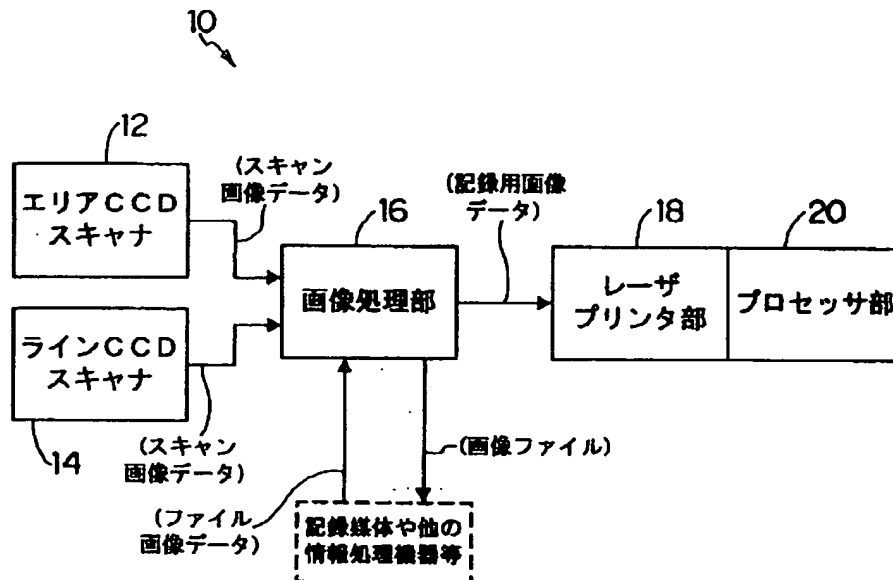 10
12
エリアCCD
スキャナ
(スキャン
画像データ)
ラインCCD
スキャナ
14
(スキャン
画像データ)
16
画像処理部
(記録用画像
データ)
18
レーザ
プリンタ部
20
プロセッサ部
(ファイル
画像データ)
(画像ファイル)
記録媒体や他の
情報処理機器等